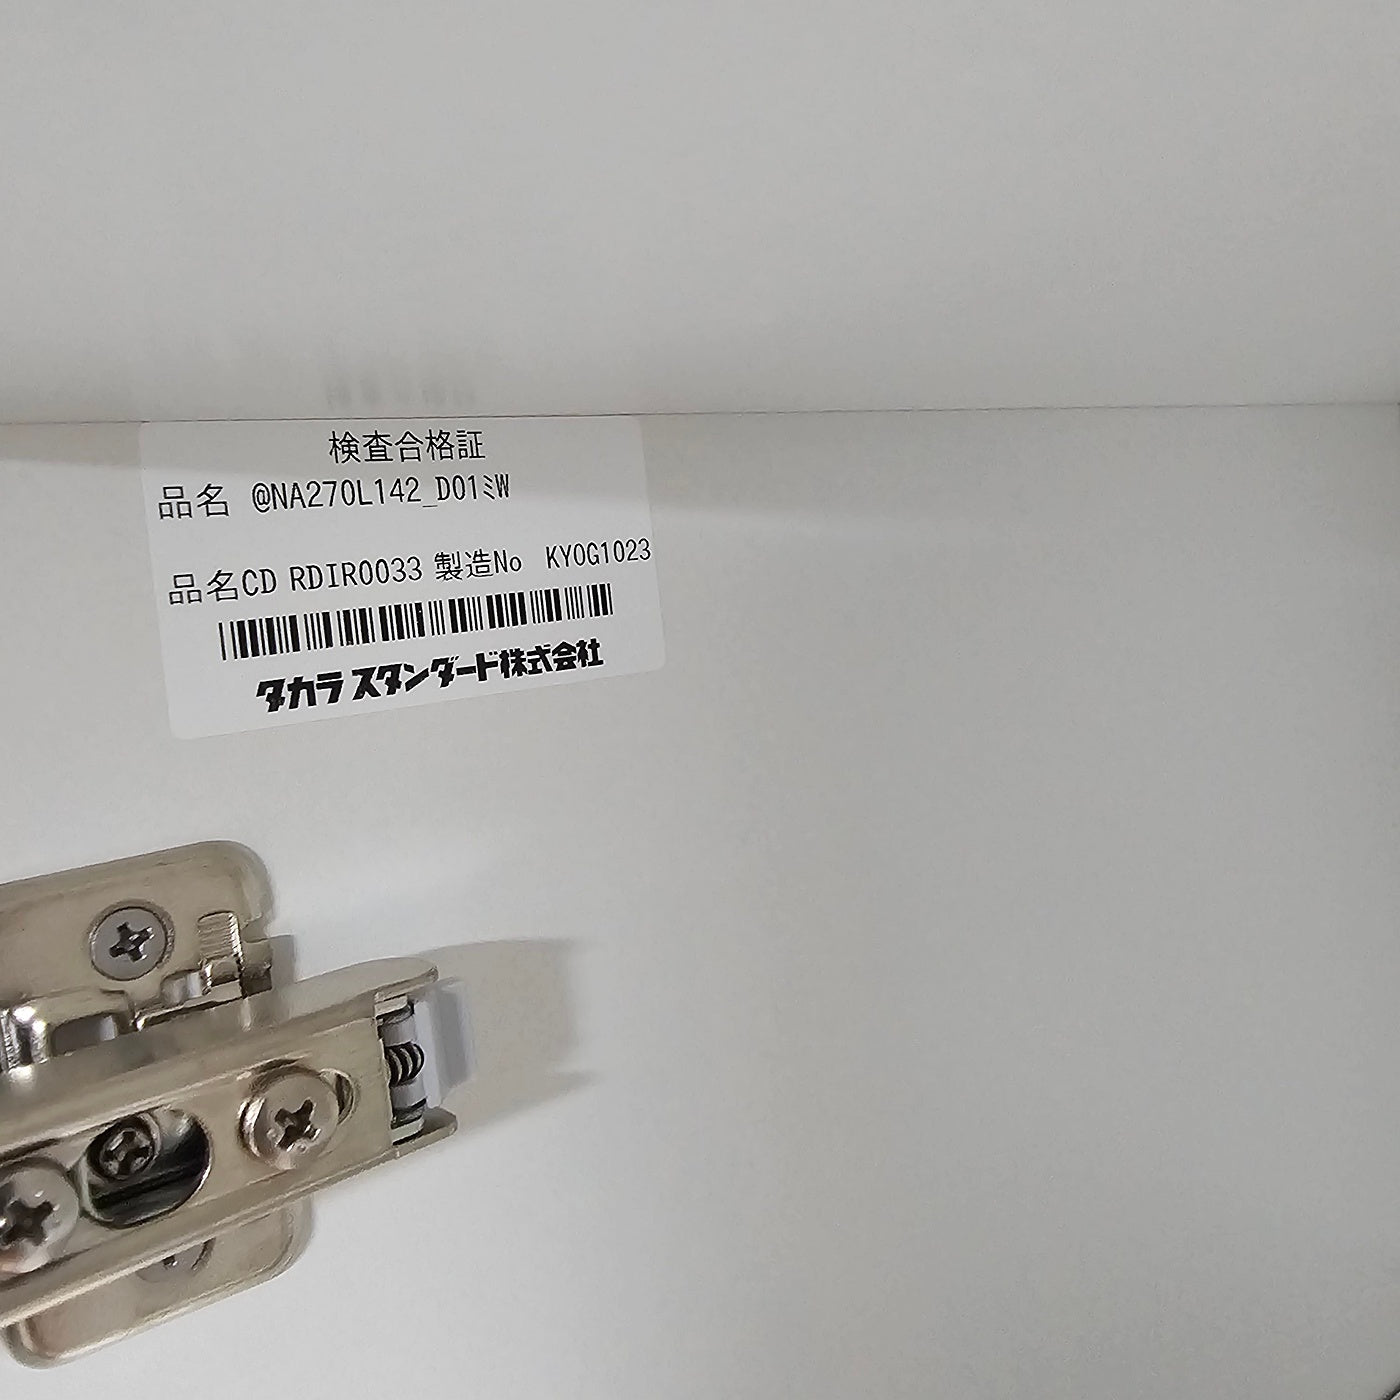 検査合格証
品名 @NA270L142_D01ミW
品名CD RDIR0033 製造No KYOG1023
タカラスタンダード株式会社